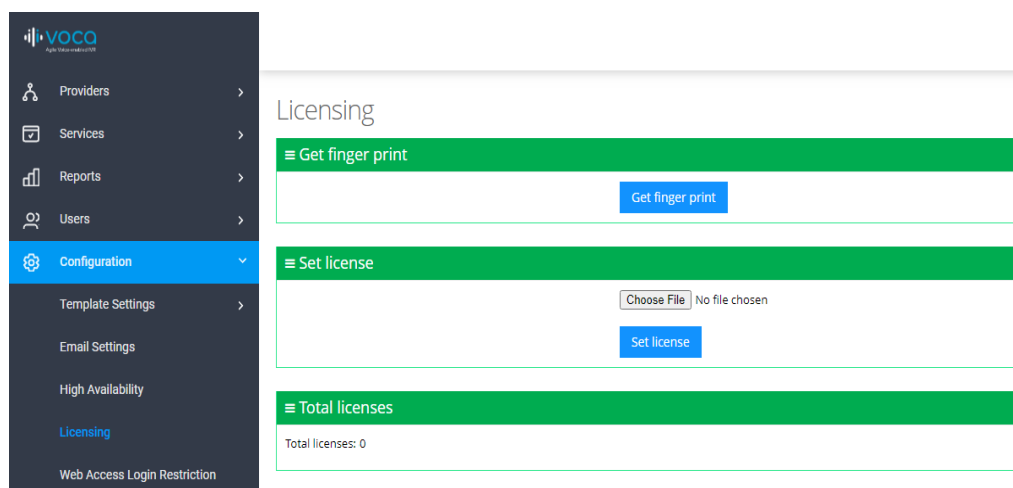 voca
Providers
Services
Reports
Users
Configuration
Template Settings
Email Settings
High Availability
Licensing
Web Access Login Restriction
Licensing
Get finger print
Get finger print
Set license
Choose File No file chosen
Set license
Total licenses
Total licenses: 0